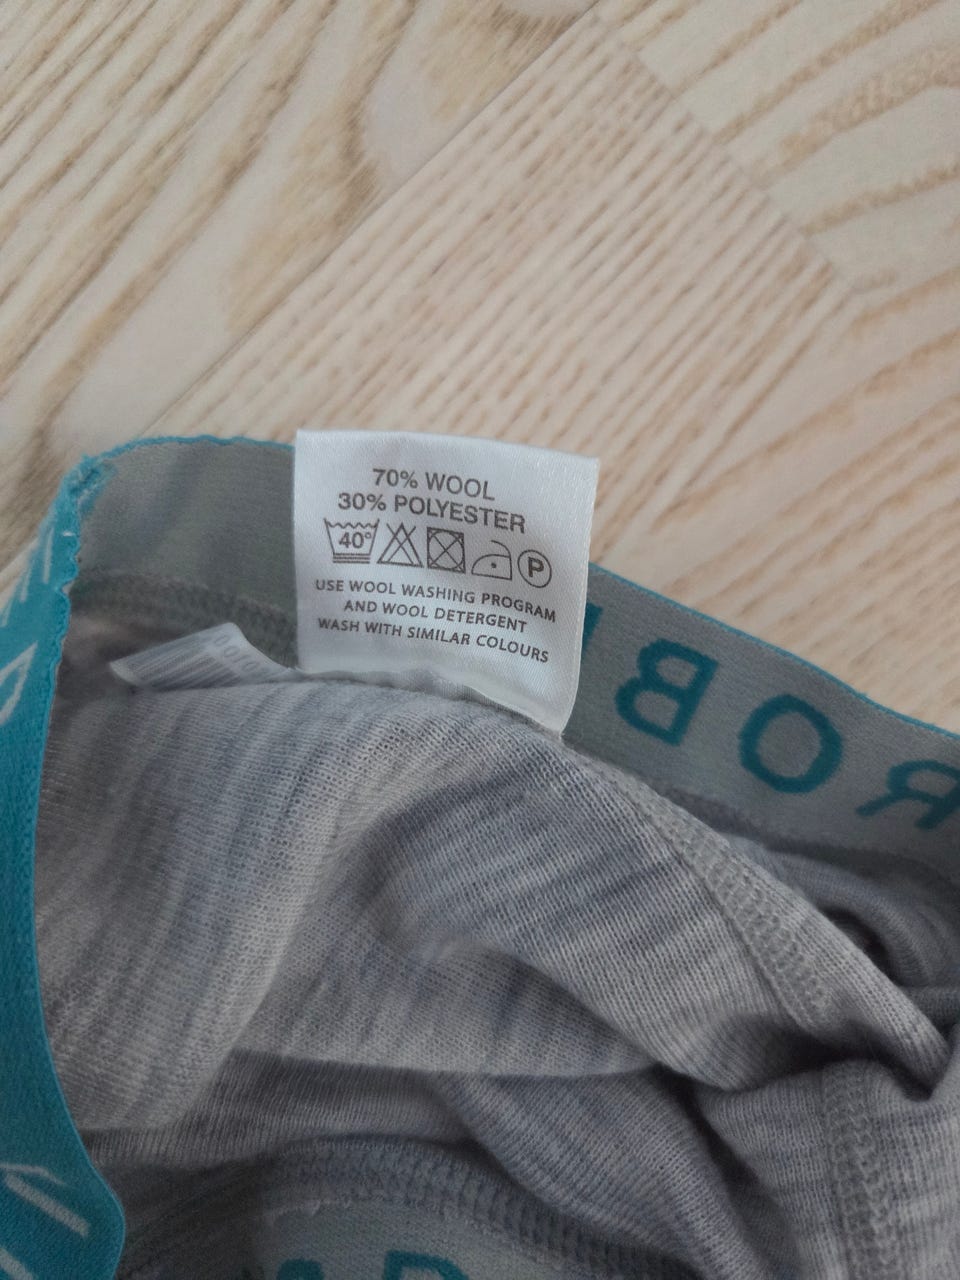 70% WOOL
30% POLYESTER
40° P
USE WOOL WASHING PROGRAM
AND WOOL DETERGENT
WASH WITH SIMILAR COLOURS
ROB